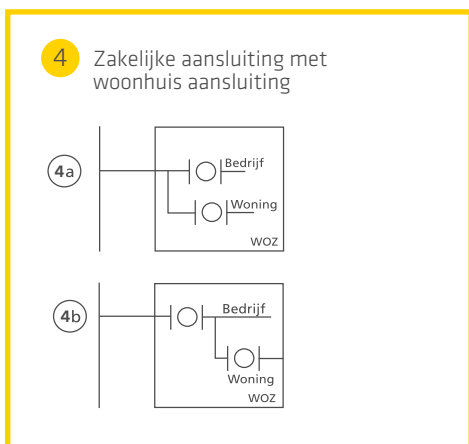 4 Zakelijke aansluiting met
woonhuis aansluiting
4a
Bedrijf
Woning
WOZ
4b
Bedrijf
Woning
WOZ